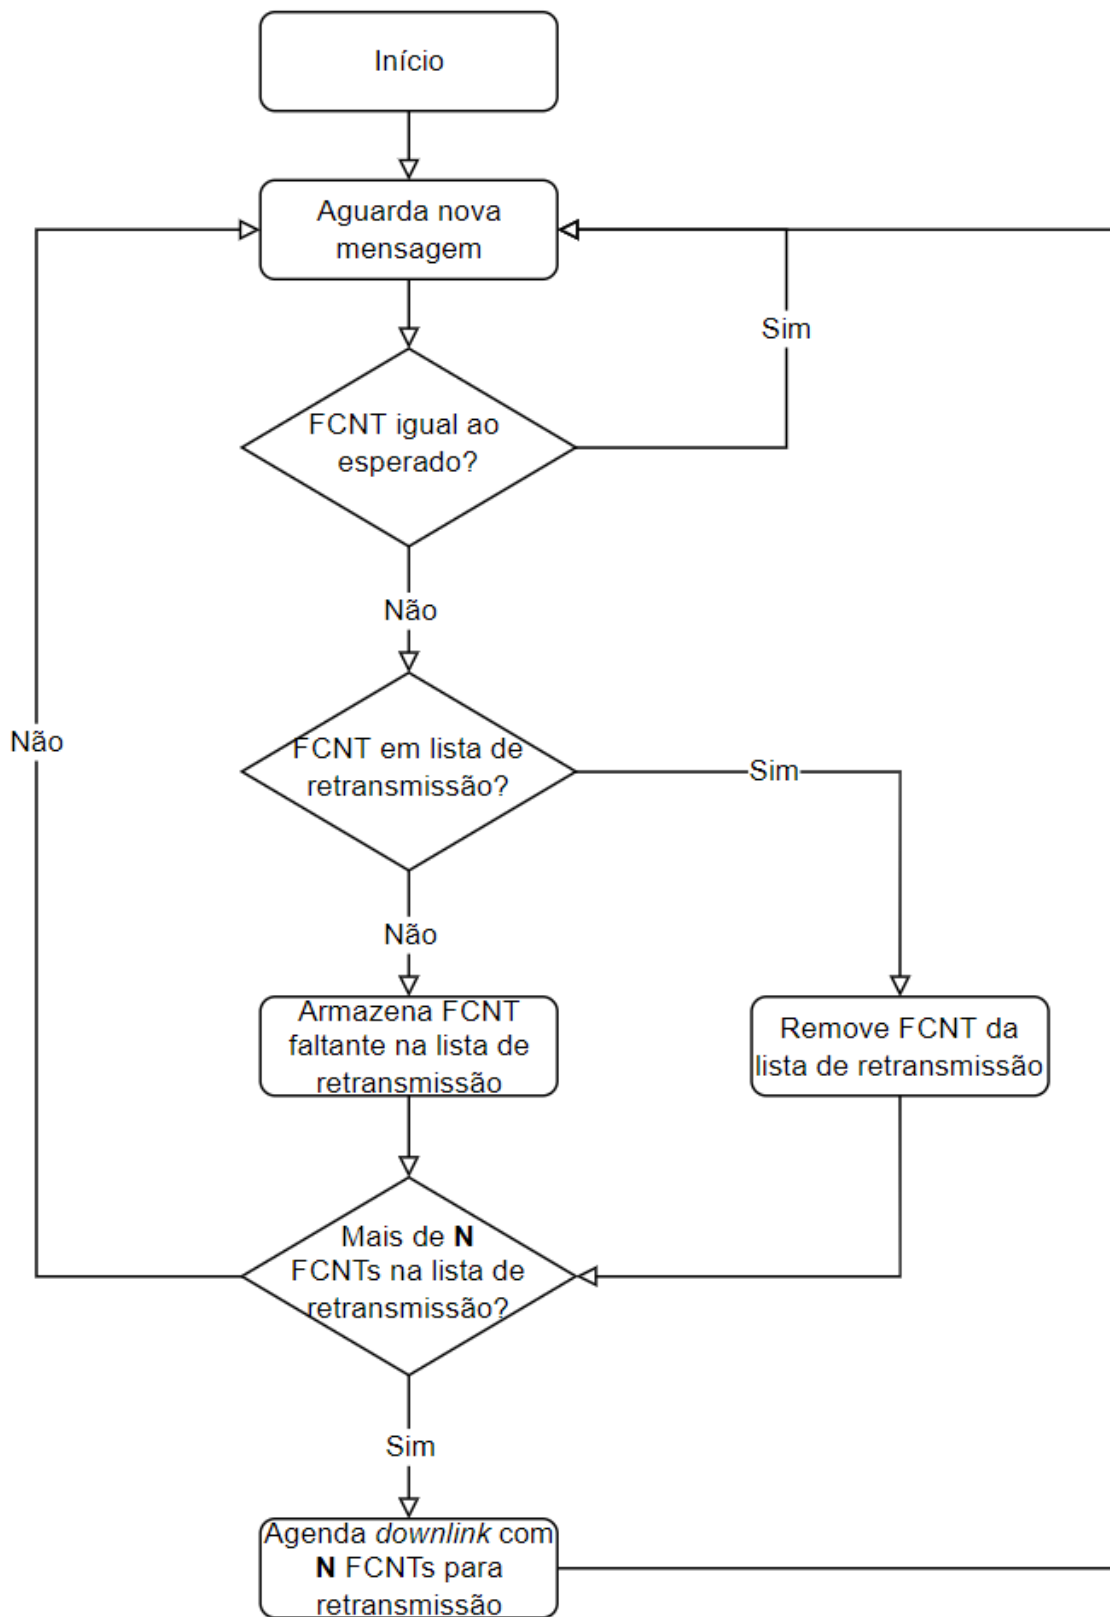 Início
Aguarda nova
mensagem
Sim
FCNT igual ao
esperado?
Não
Não
FCNT em lista de
retransmissão?
Sim
Não
Armazena FCNT
faltante na lista de
retransmissão
Remove FCNT da
lista de retransmissão
Mais de N
FCNTs na lista de
retransmissão?
Sim
Agenda downlink com
N FCNTs para
retransmissão